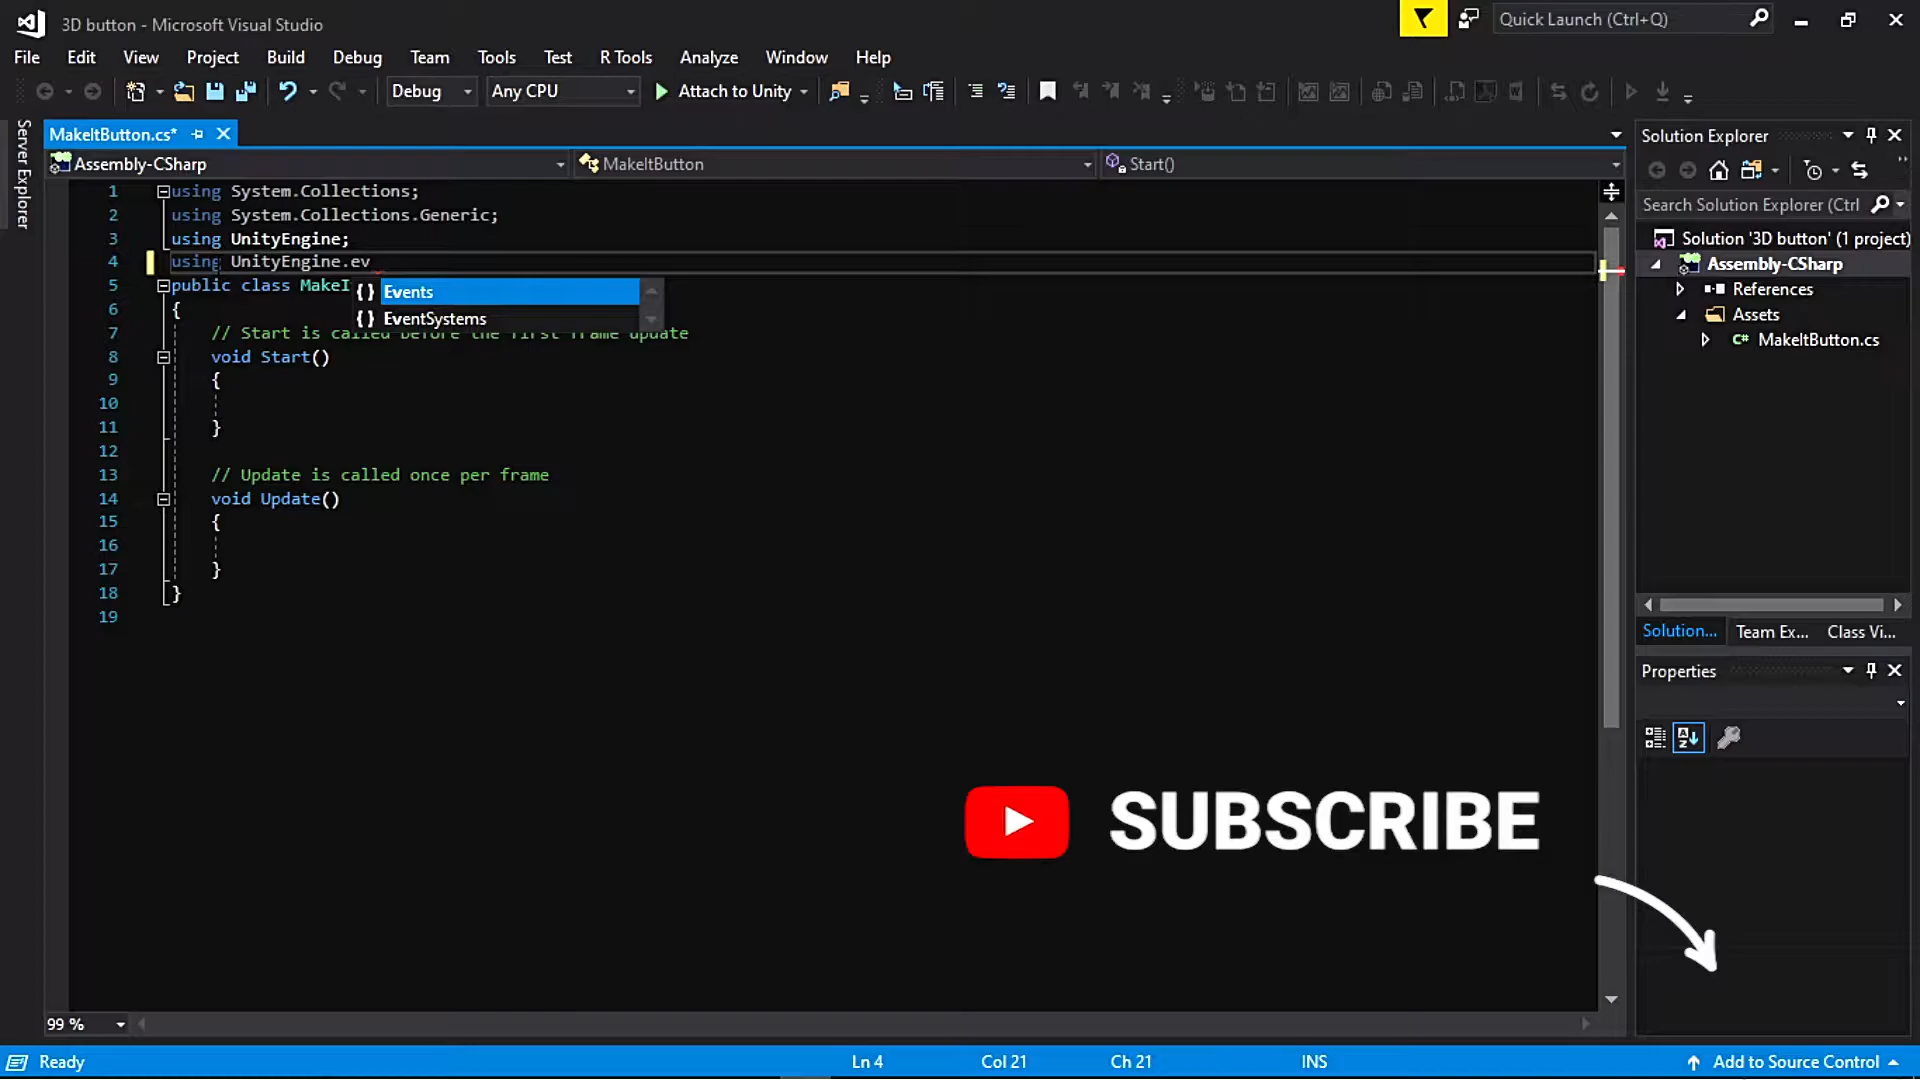 3D button - Microsoft Visual Studio
Quick Launch (Ctrl+Q)
File Edit View Project Build Debug Team Tools Test R Tools Analyze Window Help
Debug Any CPU Attach to Unity
Server Explorer
MakeItButton.cs*
Assembly-CSharp MakeItButton Start()
1 using System.Collections;
2 using System.Collections.Generic;
3 using UnityEngine;
4 using UnityEngine.ev
5 public class MakeI
{ } Events
{ } EventSystems
6 {
7 // Start is called before the first frame update
8 void Start()
9 {
10
11 }
12
13 // Update is called once per frame
14 void Update()
15 {
16
17 }
18 }
19
SUBSCRIBE
99 %
Solution Explorer
Search Solution Explorer (Ctrl
Solution '3D button' (1 project)
Assembly-CSharp
References
Assets
C# MakeItButton.cs
Solution... Team Ex... Class Vi...
Properties
Ready Ln 4 Col 21 Ch 21 INS Add to Source Control